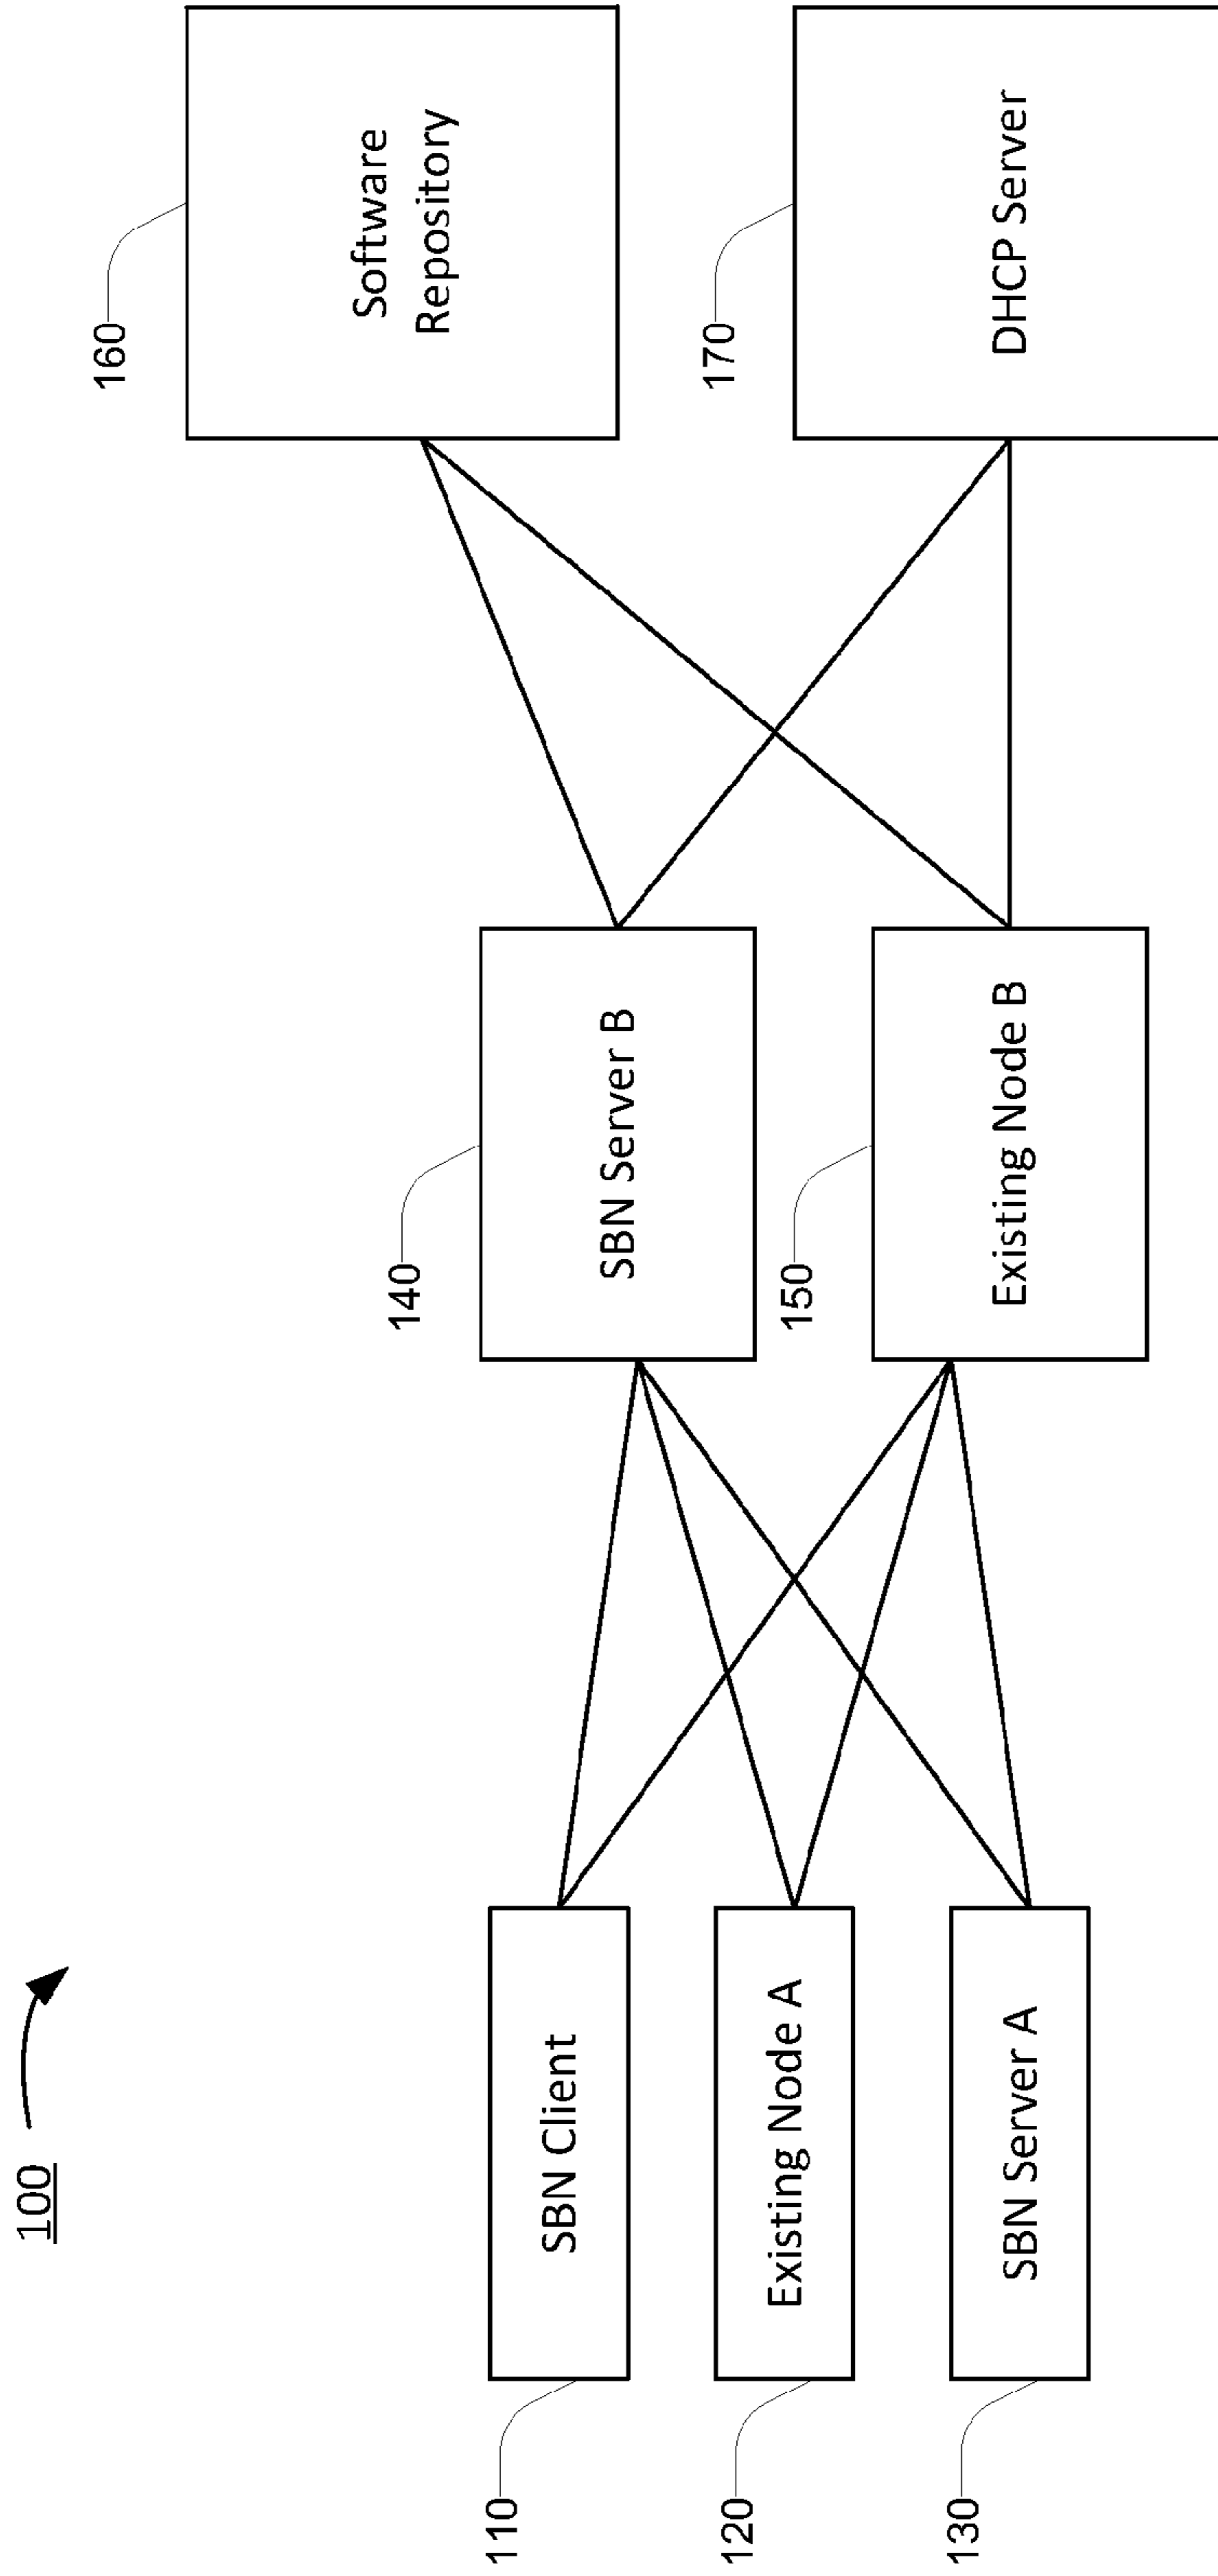 100
110
SBN Client
120
Existing Node A
130
SBN Server A
140
SBN Server B
150
Existing Node B
160
Software
Repository
170
DHCP Server